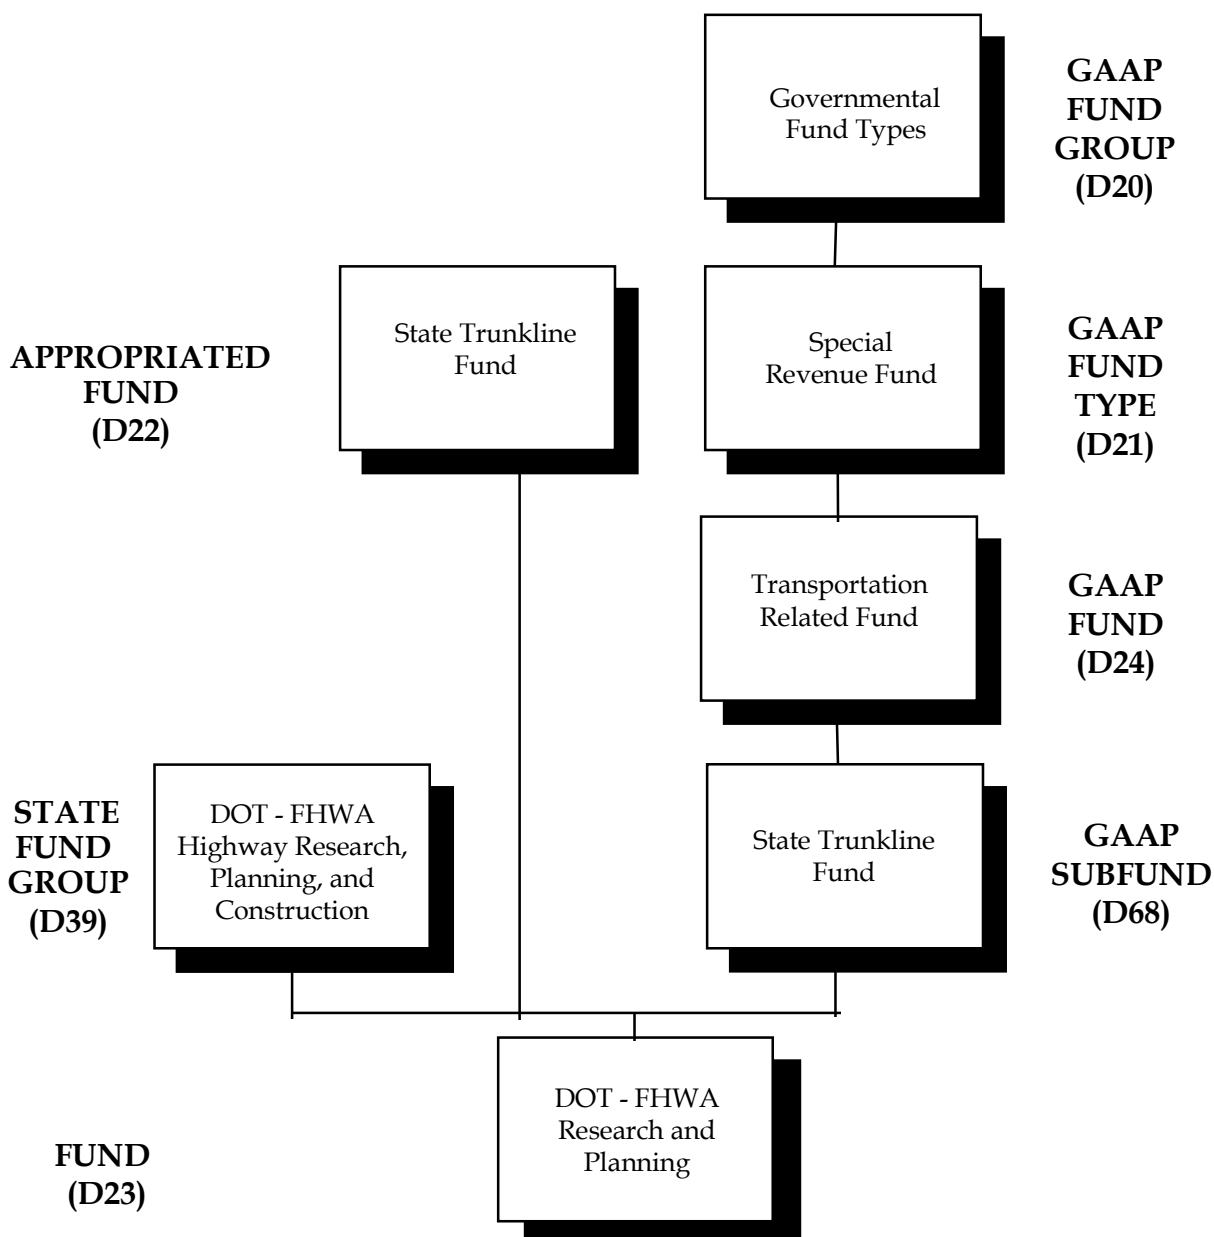 Governmental
Fund Types
GAAP
FUND
GROUP
(D20)
APPROPRIATED
FUND
(D22)
State Trunkline
Fund
Special
Revenue Fund
GAAP
FUND
TYPE
(D21)
Transportation
Related Fund
GAAP
FUND
(D24)
STATE
FUND
GROUP
(D39)
DOT - FHWA
Highway Research,
Planning, and
Construction
State Trunkline
Fund
GAAP
SUBFUND
(D68)
FUND
(D23)
DOT - FHWA
Research and
Planning